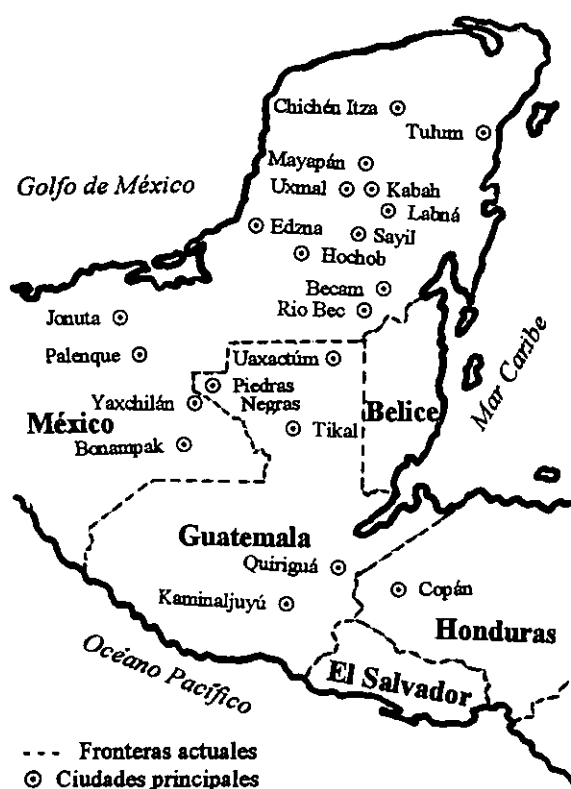 Chichén Itza
Tulum
Mayapán
Golfo de México
Uxmal
Kabah
Labná
Edzna
Sayil
Hochob
Becam
Rio Bec
Jonuta
Palenque
Uaxactúm
Mar Caribe
Piedras
Negras
Yaxchilán
México
Belice
Tikal
Bonampak
Guatemala
Quiriguá
Kaminaljuyú
Copán
Honduras
El Salvador
Océano Pacífico
--- Fronteras actuales
Ciudades principales